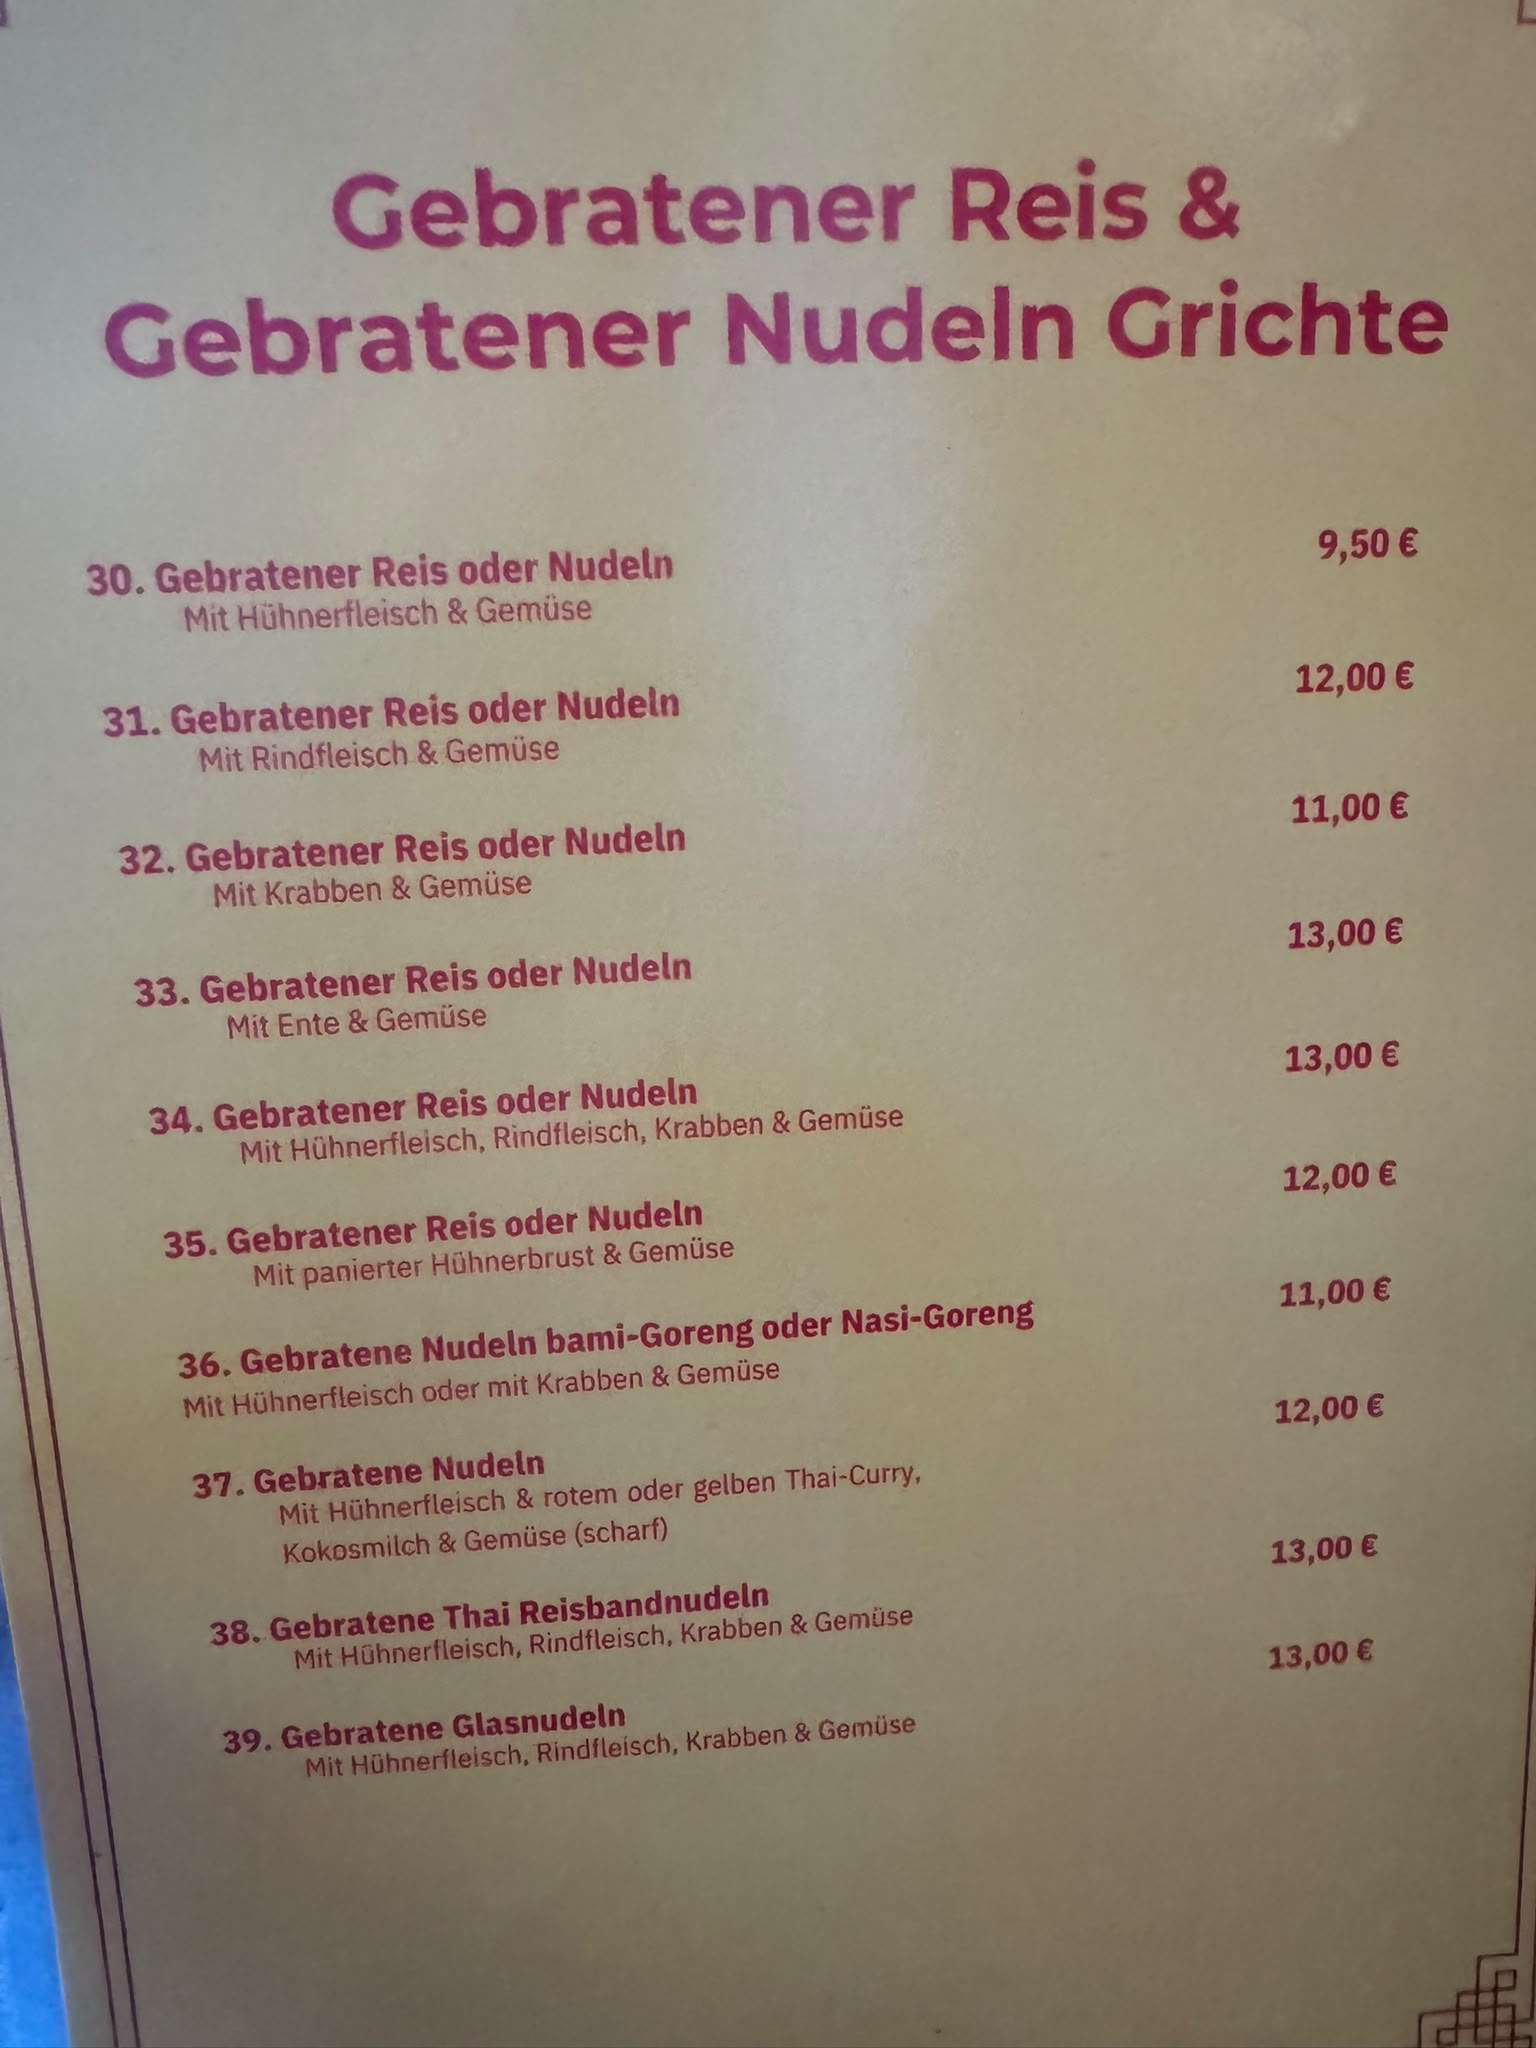 Gebratener Reis &
Gebratener Nudeln Grichte
30. Gebratener Reis oder Nudeln 9,50 €
Mit Hühnerfleisch & Gemüse
31. Gebratener Reis oder Nudeln 12,00 €
Mit Rindfleisch & Gemüse
32. Gebratener Reis oder Nudeln 11,00 €
Mit Krabben & Gemüse
33. Gebratener Reis oder Nudeln 13,00 €
Mit Ente & Gemüse
34. Gebratener Reis oder Nudeln 13,00 €
Mit Hühnerfleisch, Rindfleisch, Krabben & Gemüse
35. Gebratener Reis oder Nudeln 12,00 €
Mit panierter Hühnerbrust & Gemüse
36. Gebratene Nudeln bami-Goreng oder Nasi-Goreng 11,00 €
Mit Hühnerfleisch oder mit Krabben & Gemüse
37. Gebratene Nudeln 12,00 €
Mit Hühnerfleisch & rotem oder gelben Thai-Curry,
Kokosmilch & Gemüse (scharf)
38. Gebratene Thai Reisbandnudeln 13,00 €
Mit Hühnerfleisch, Rindfleisch, Krabben & Gemüse
39. Gebratene Glasnudeln 13,00 €
Mit Hühnerfleisch, Rindfleisch, Krabben & Gemüse